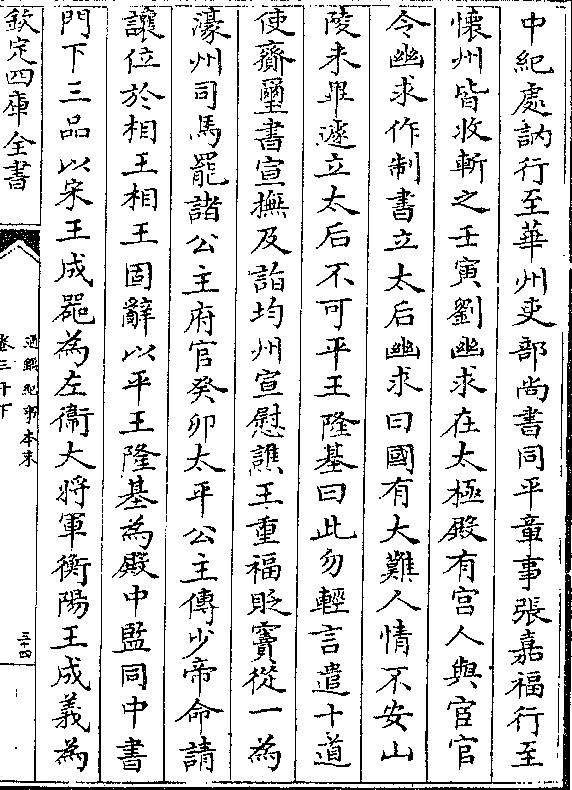 中紀處訥行至華州吏部尚書同平章事張嘉福行至
懷州皆收斬之壬寅劉幽求在太極殿有宫人與宦官
令幽求作制書立太后幽求曰國有大難人情不安山
陵未畢遽立太后不可平王隆基曰此勿輕言遣十道
使齎璽書宣撫及詣均州宣慰譙王重福貶竇從一為
濠州司馬罷諸公主府官癸卯太平公主傳少帝命請
讓位於相王相王固辭以平王隆基為殿中監同中書
門下三品以宋王成器為左衞大將軍衡陽王成義為
欽定四庫全書
通鑑紀事本末
卷三十下
三十四